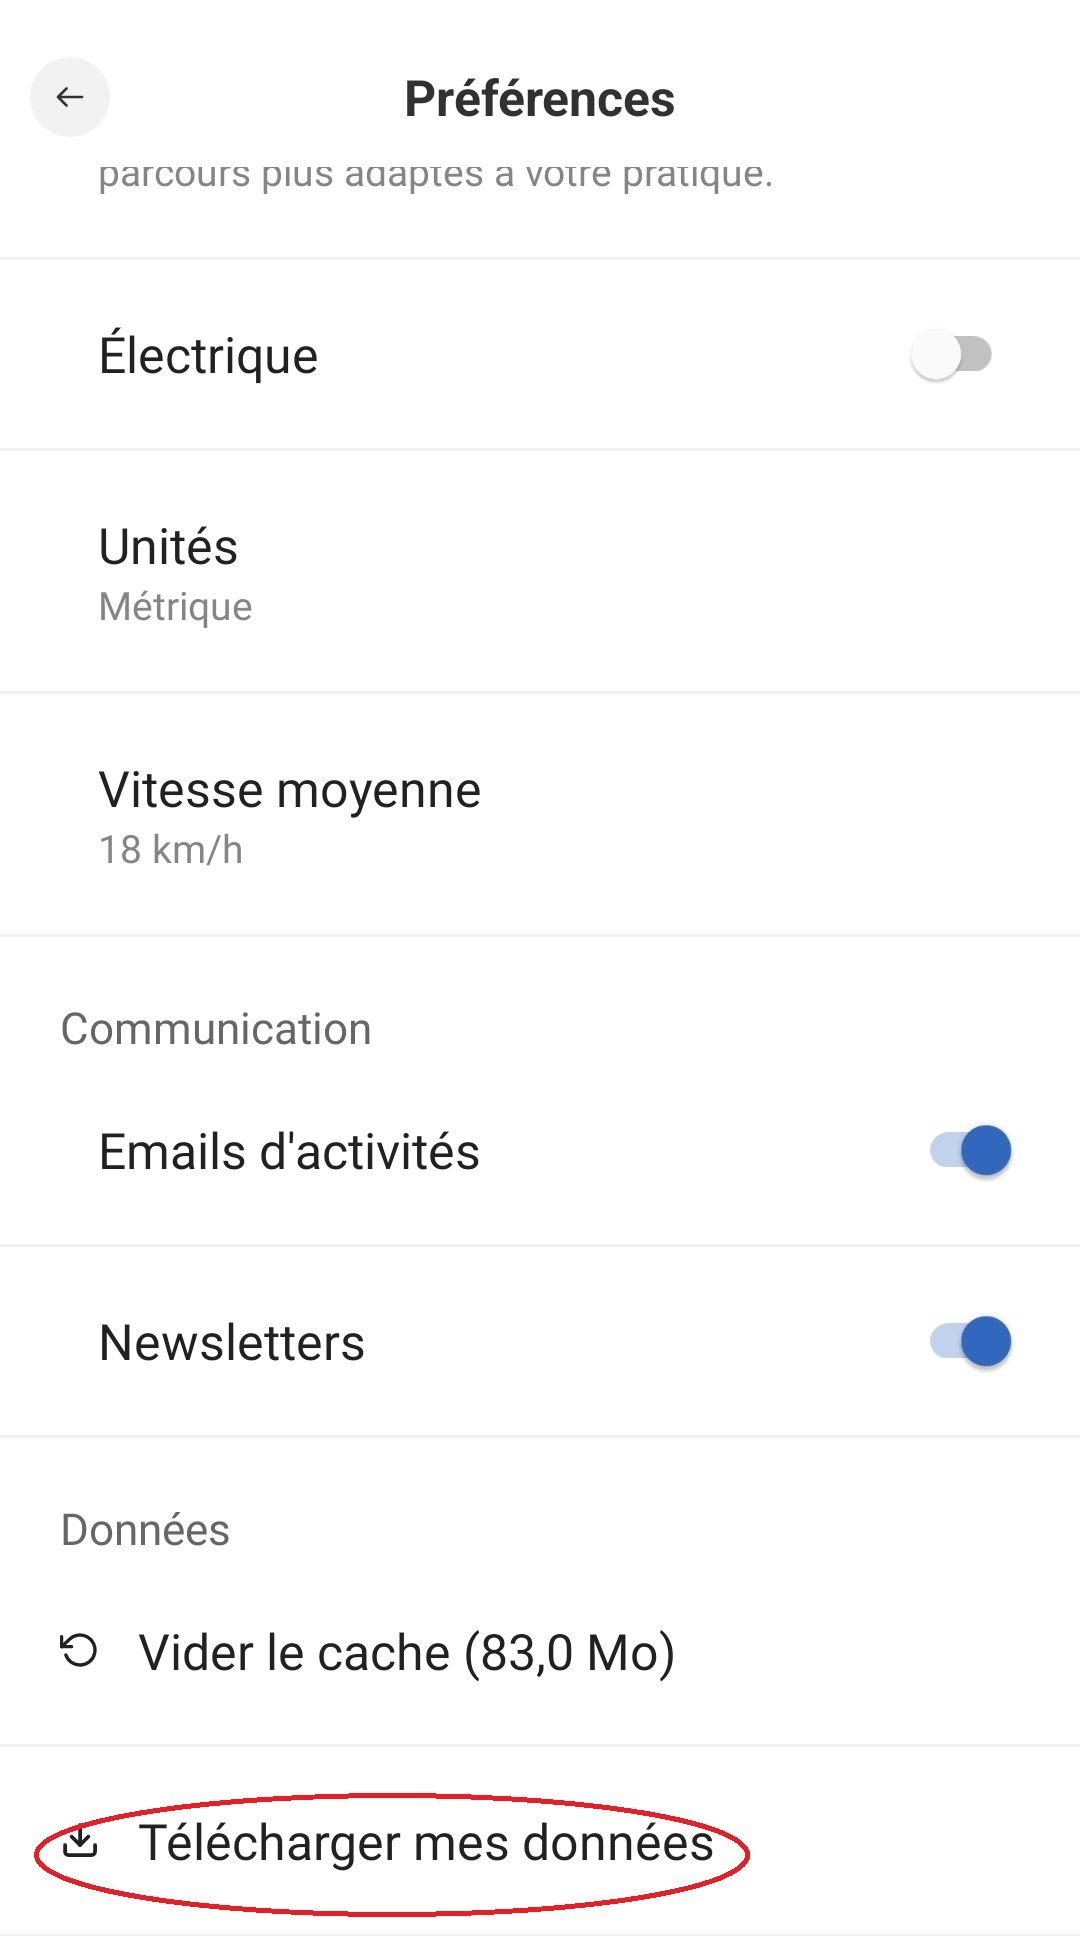 Préférences
parcours plus adaptés à votre pratique.
Électrique
Unités
Métrique
Vitesse moyenne
18 km/h
Communication
Emails d'activités
Newsletters
Données
Vider le cache (83,0 Mo)
Télécharger mes données